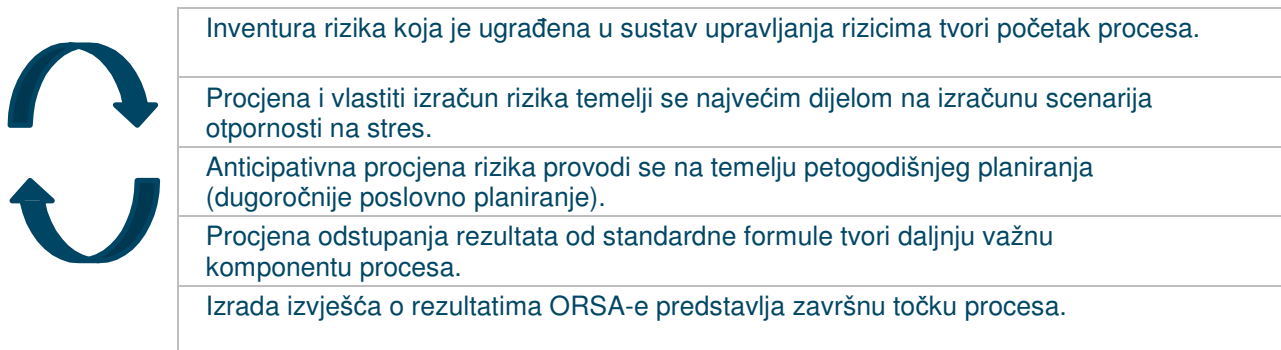 Inventura rizika koja je ugrađena u sustav upravljanja rizicima tvori početak procesa.
Procjena i vlastiti izračun rizika temelji se najvećim dijelom na izračunu scenarija
otpornosti na stres.
Anticipativna procjena rizika provodi se na temelju petogodišnjeg planiranja
(dugoročnije poslovno planiranje).
Procjena odstupanja rezultata od standardne formule tvori daljnju važnu
komponentu procesa.
Izrada izvješća o rezultatima ORSA-e predstavlja završnu točku procesa.